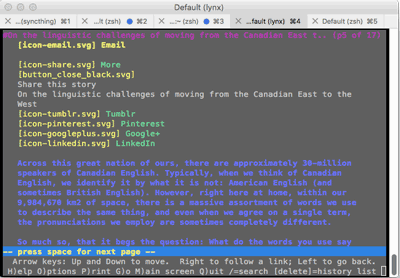 Default (lynx)
...(syncthing) ⌘1
...lt (zsh) ⌘2
...:~ (zsh) ⌘3
...fault (lynx) ⌘4
Default (zsh) ⌘5
On the linguistic challenges of moving from the Canadian East t.. (p5 of 17)
[icon-email.svg] Email
[icon-share.svg] More
[button_close_black.svg]
Share this story
On the linguistic challenges of moving from the Canadian East to the
West
[icon-tumblr.svg] Tumblr
[icon-pinterest.svg] Pinterest
[icon-googleplus.svg] Google+
[icon-linkedin.svg] LinkedIn
Across this great nation of ours, there are approximately 30-million
speakers of Canadian English. Typically, when we think of Canadian
English, we identify it by what it is not: American English (and
sometimes British English). However, right here at home, within our
9,984,670 km2 of space, there is a massive assortment of words we use
to describe the same thing, and even when we agree on a single term,
the pronunciations we employ are sometimes completely different.
So much so, that it begs the question: What do the words you use say
-- press space for next page --
Arrow keys: Up and Down to move. Right to follow a link; Left to go back.
H)elp O)ptions P)rint G)o M)ain screen Q)uit /=search [delete]=history list